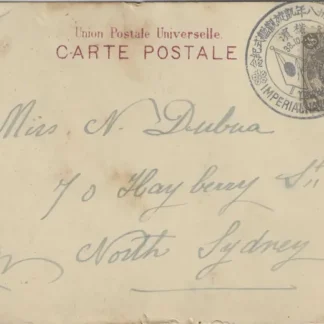 Union Postale Universelle.
CARTE POSTALE
Miss N. Dubua
70 Hayberry St
North Sydney
IMPERIAL